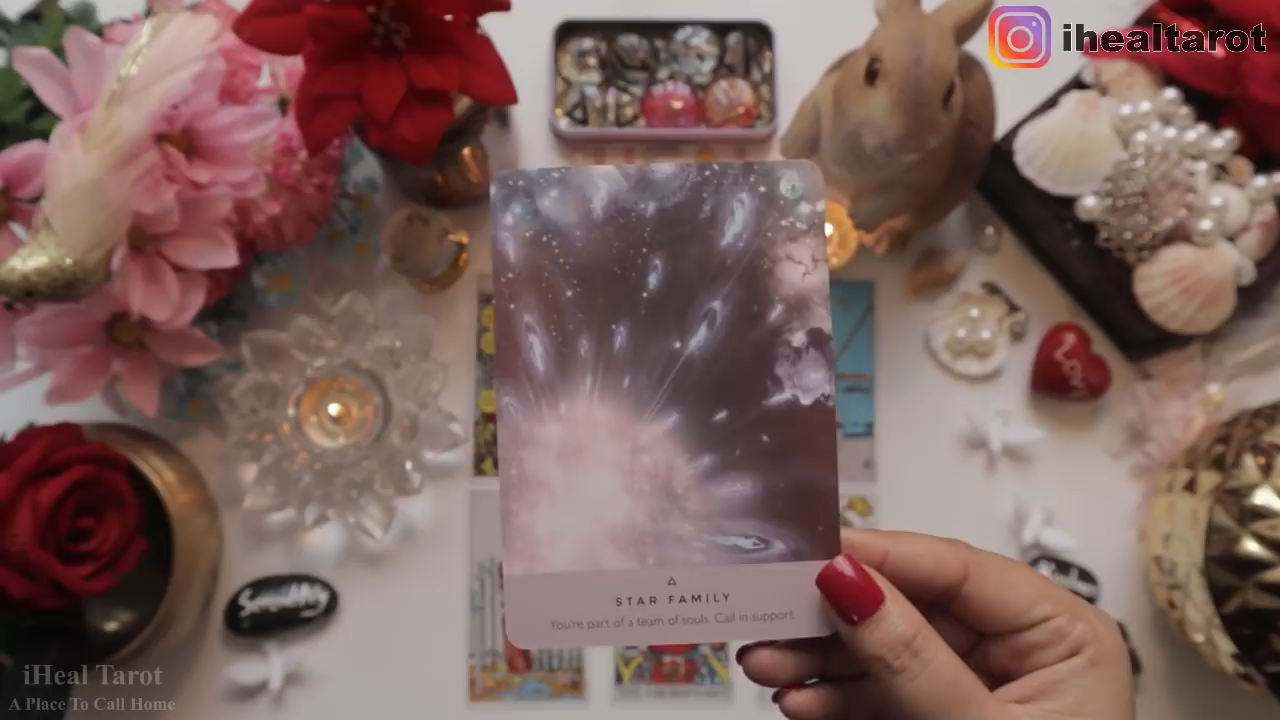 ihealtarot
LOVE
STAR FAMILY
You're part of a team of souls. Call in support.
iHeal Tarot
A Place To Call Home